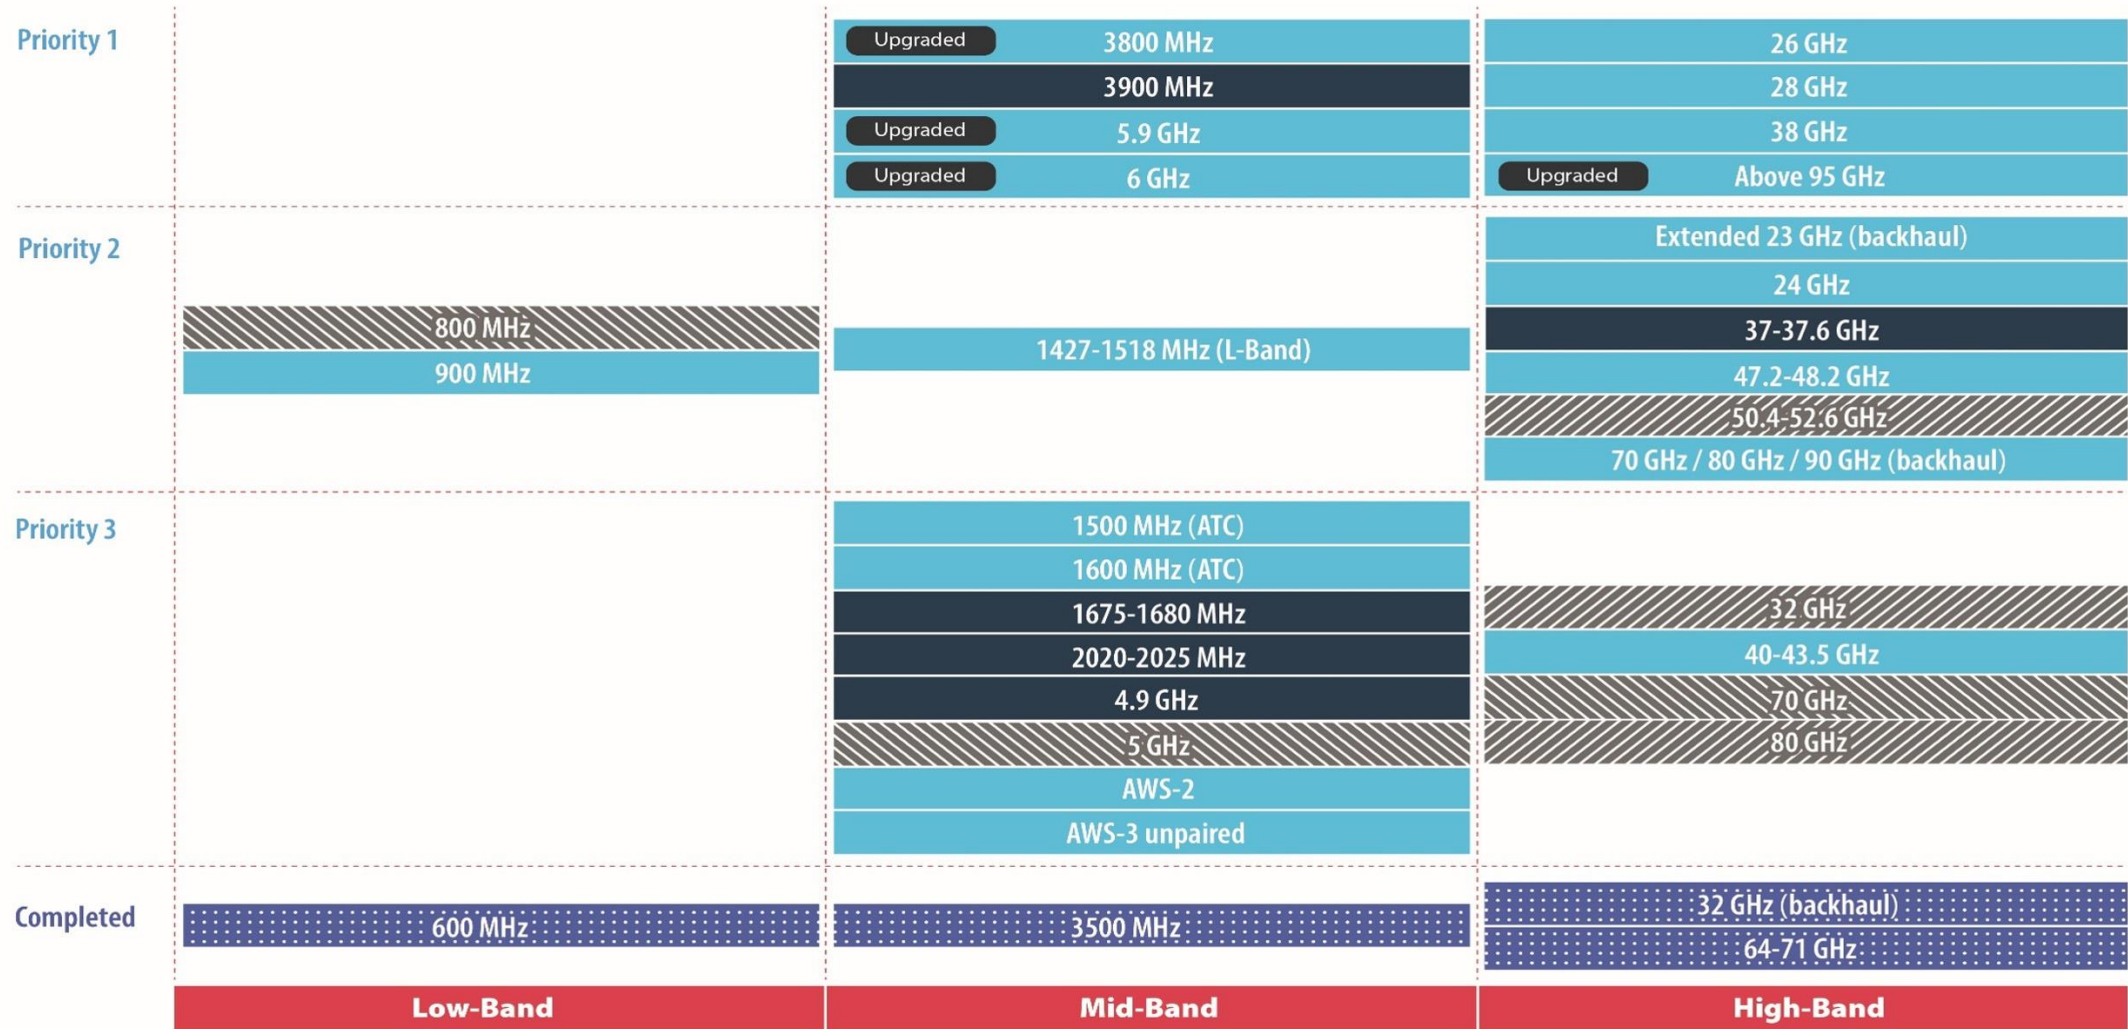 Priority 1
Upgraded 3800 MHz
3900 MHz
Upgraded 5.9 GHz
Upgraded 6 GHz
26 GHz
28 GHz
38 GHz
Upgraded Above 95 GHz
Priority 2
800 MHz
900 MHz
1427-1518 MHz (L-Band)
Extended 23 GHz (backhaul)
24 GHz
37-37.6 GHz
47.2-48.2 GHz
50.4-52.6 GHz
70 GHz / 80 GHz / 90 GHz (backhaul)
Priority 3
1500 MHz (ATC)
1600 MHz (ATC)
1675-1680 MHz
2020-2025 MHz
4.9 GHz
5 GHz
AWS-2
AWS-3 unpaired
32 GHz
40-43.5 GHz
70 GHz
80 GHz
Completed
600 MHz
3500 MHz
32 GHz (backhaul)
64-71 GHz
Low-Band
Mid-Band
High-Band